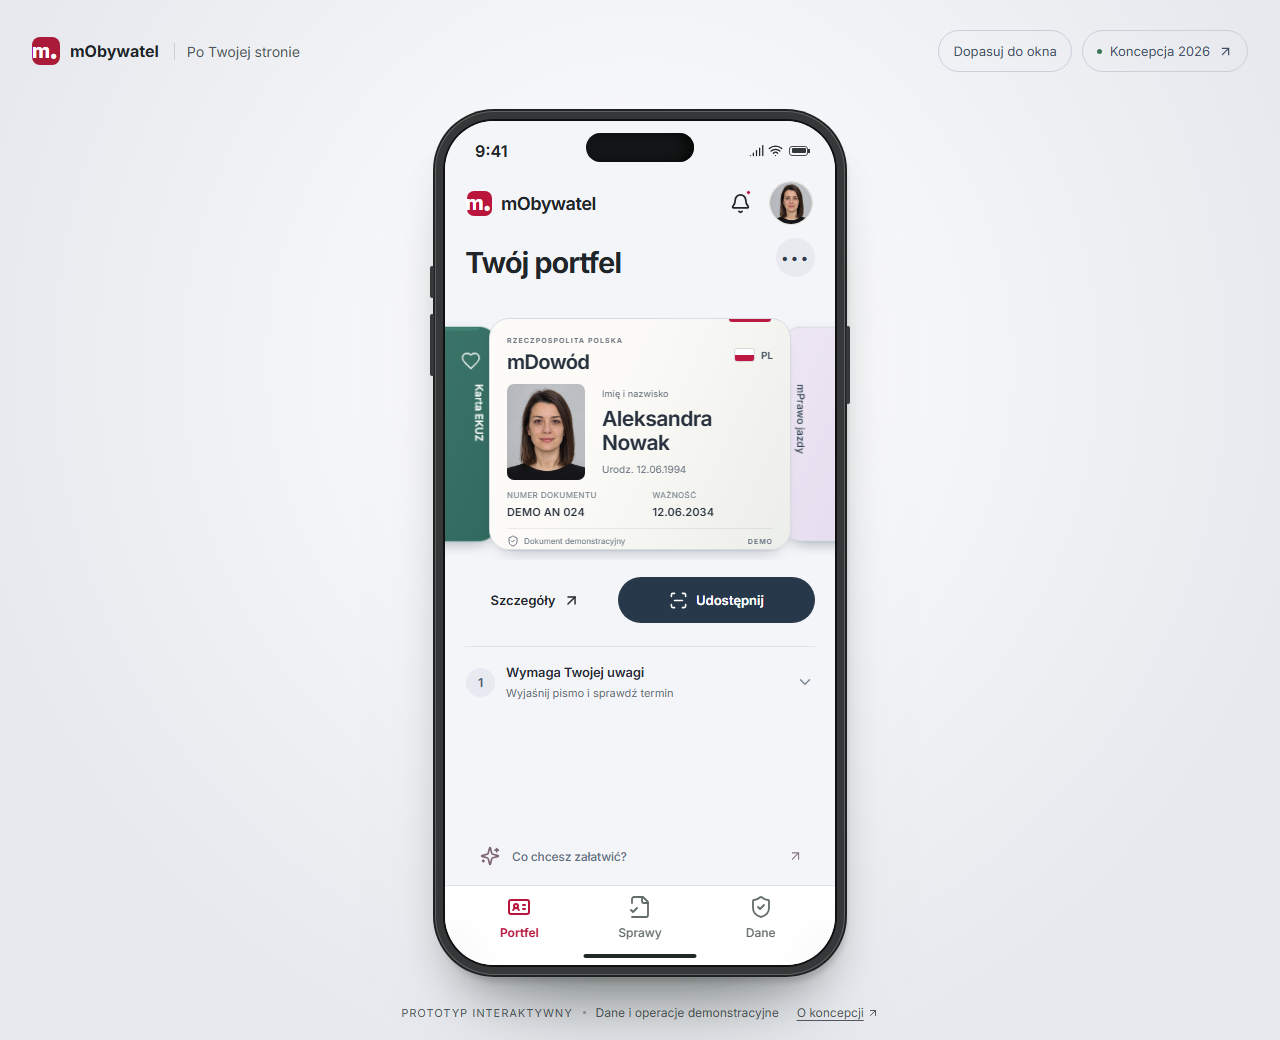 m. mObywatel Po Twojej stronie
Dopasuj do okna
Koncepcja 2026
9:41
m. mObywatel
Twój portfel
Karta EKUZ
RZECZPOSPOLITA POLSKA
mDowód
PL
Imię i nazwisko
Aleksandra
Nowak
Urodz. 12.06.1994
NUMER DOKUMENTU WAŻNOŚĆ
DEMO AN 024 12.06.2034
Dokument demonstracyjny DEMO
mPrawo jazdy
Szczegóły
Udostępnij
1
Wymaga Twojej uwagi
Wyjaśnij pismo i sprawdź termin
Co chcesz załatwić?
Portfel Sprawy Dane
PROTOTYP INTERAKTYWNY • Dane i operacje demonstracyjne O koncepcji